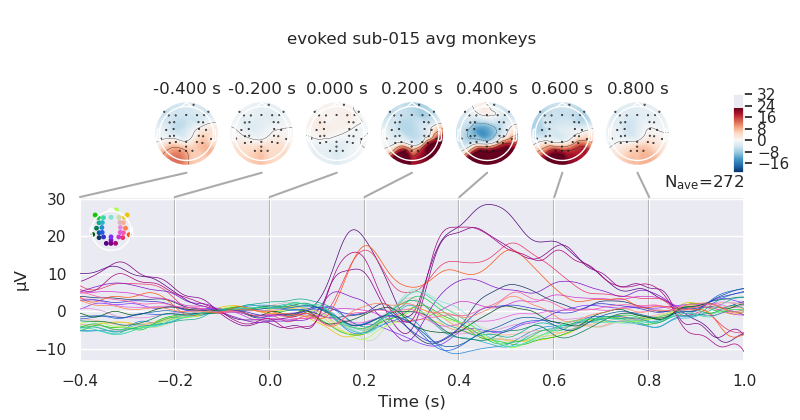 evoked sub-015 avg monkeys
-0.400 s -0.200 s 0.000 s 0.200 s 0.400 s 0.600 s 0.800 s
32
24
16
8
0
−8
−16
Nave=272
30
20
10
0
−10
µV
−0.4 −0.2 0.0 0.2 0.4 0.6 0.8 1.0
Time (s)